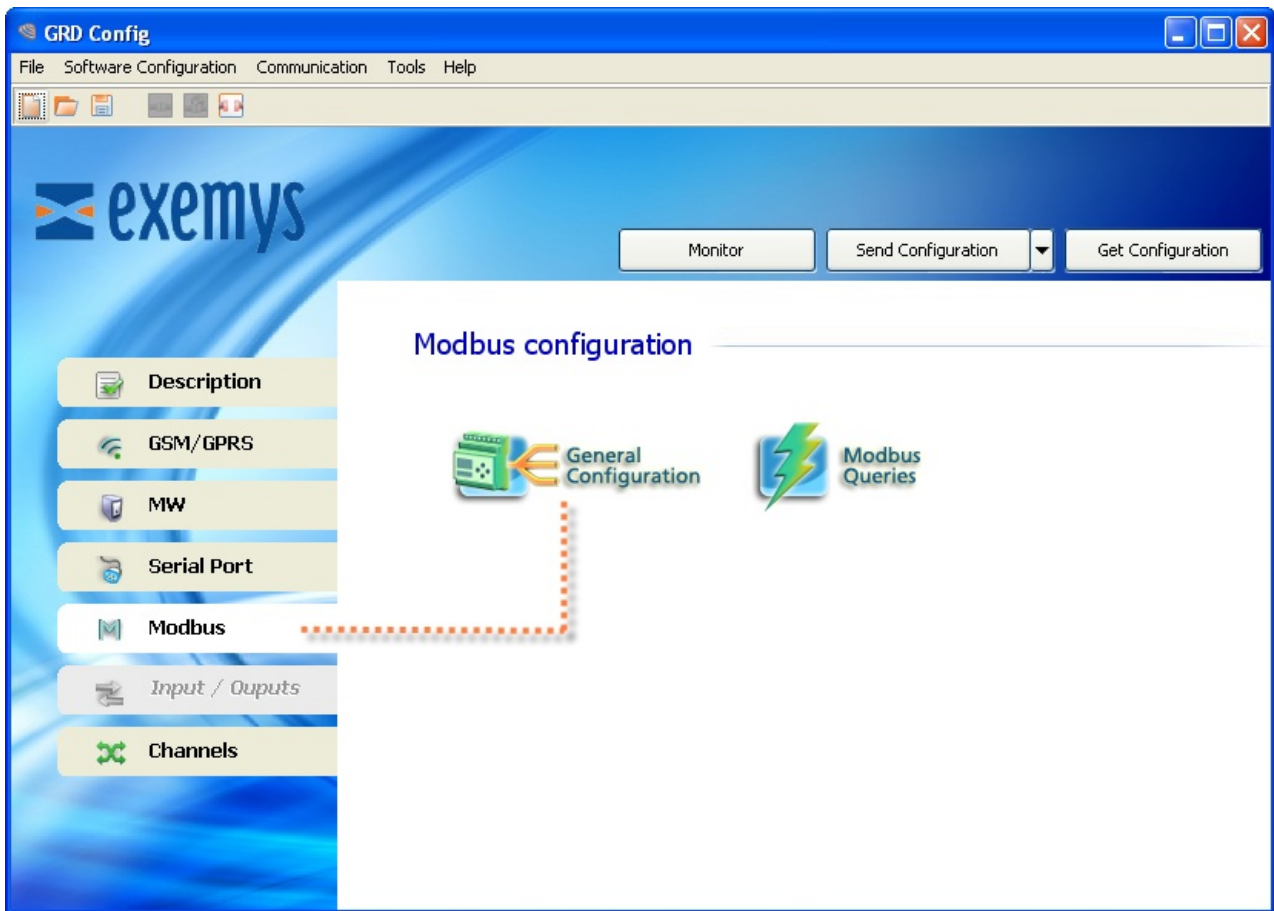 GRD Config
File Software Configuration Communication Tools Help
exemys
Monitor Send Configuration Get Configuration
Modbus configuration
Description
GSM/GPRS
MW
Serial Port
Modbus
Input / Ouputs
Channels
General
Configuration
Modbus
Queries